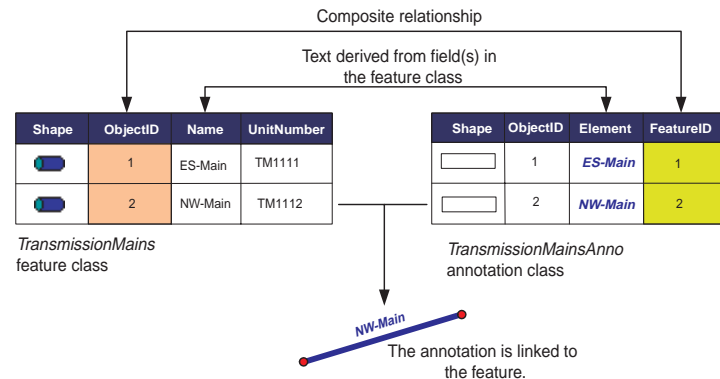 Composite relationship
Text derived from field(s) in
the feature class
Shape ObjectID Name UnitNumber
1 ES-Main TM1111
2 NW-Main TM1112
TransmissionMains
feature class
Shape ObjectID Element FeatureID
1 ES-Main 1
2 NW-Main 2
TransmissionMainsAnno
annotation class
NW-Main
The annotation is linked to
the feature.